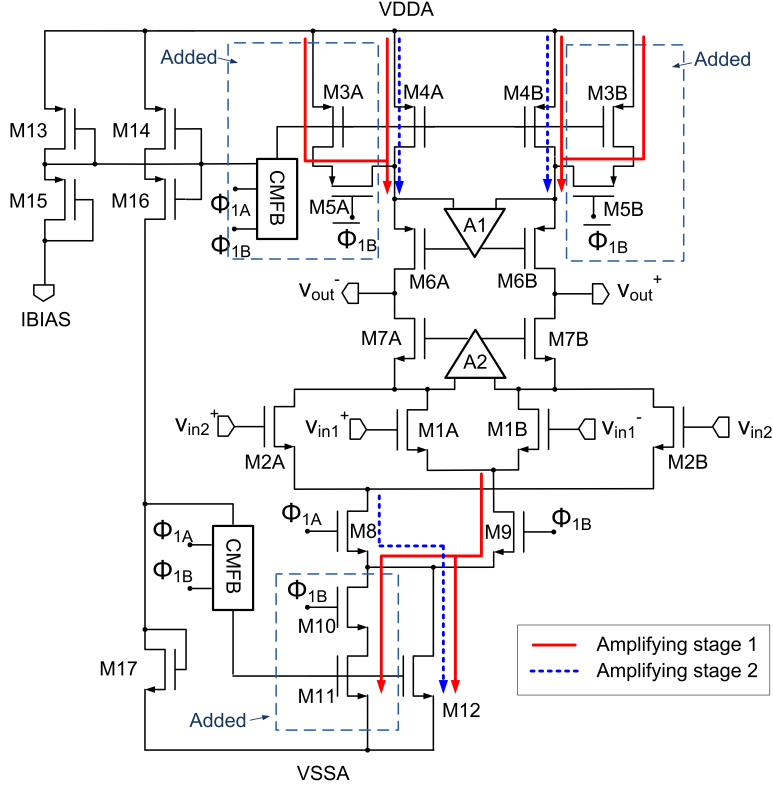 VDDA
Added
Added
M3A
M4A
M4B
M3B
M13
M14
M15
M16
CMFB
Φ1A
Φ1B
M5A
Φ1B
A1
M5B
Φ1B
M6A
M6B
IBIAS
vout-
vout+
M7A
A2
M7B
vin2+
vin1+
M1A
M1B
vin1-
vin2
M2A
M2B
Φ1A
M8
M9
Φ1B
Φ1A
Φ1B
CMFB
Φ1B
M10
M17
M11
M12
Added
Amplifying stage 1
Amplifying stage 2
VSSA